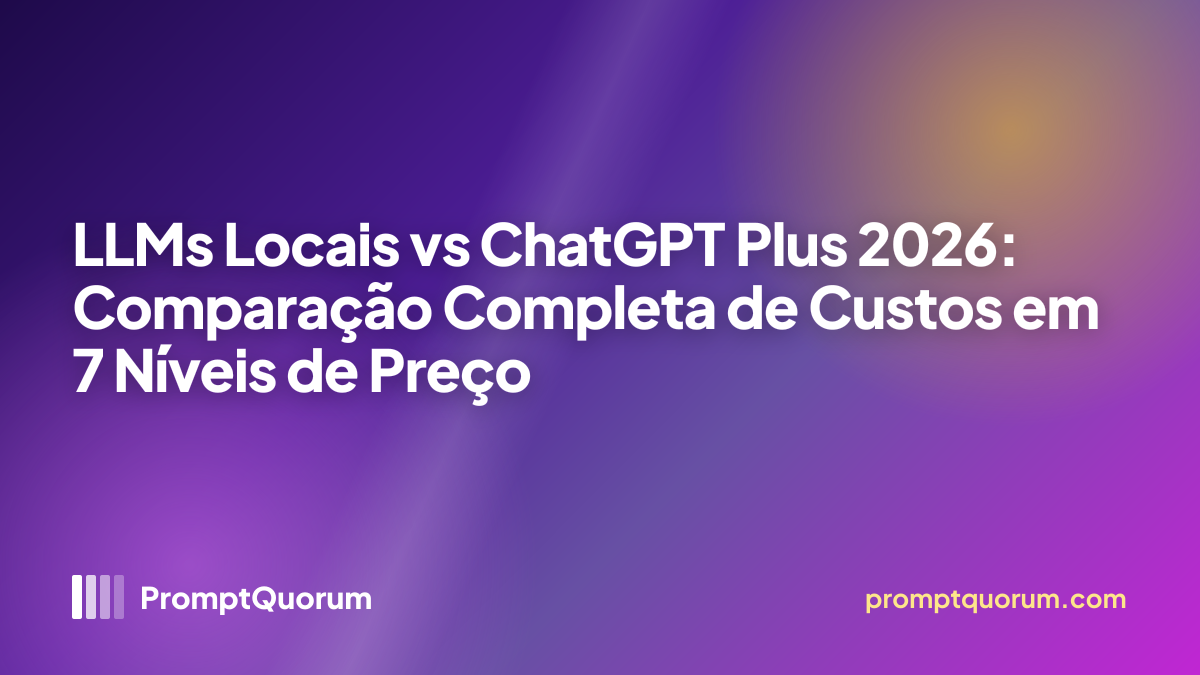 LLMs Locais vs ChatGPT Plus 2026:
Comparação Completa de Custos em
7 Níveis de Preço
PromptQuorum
promptquorum.com